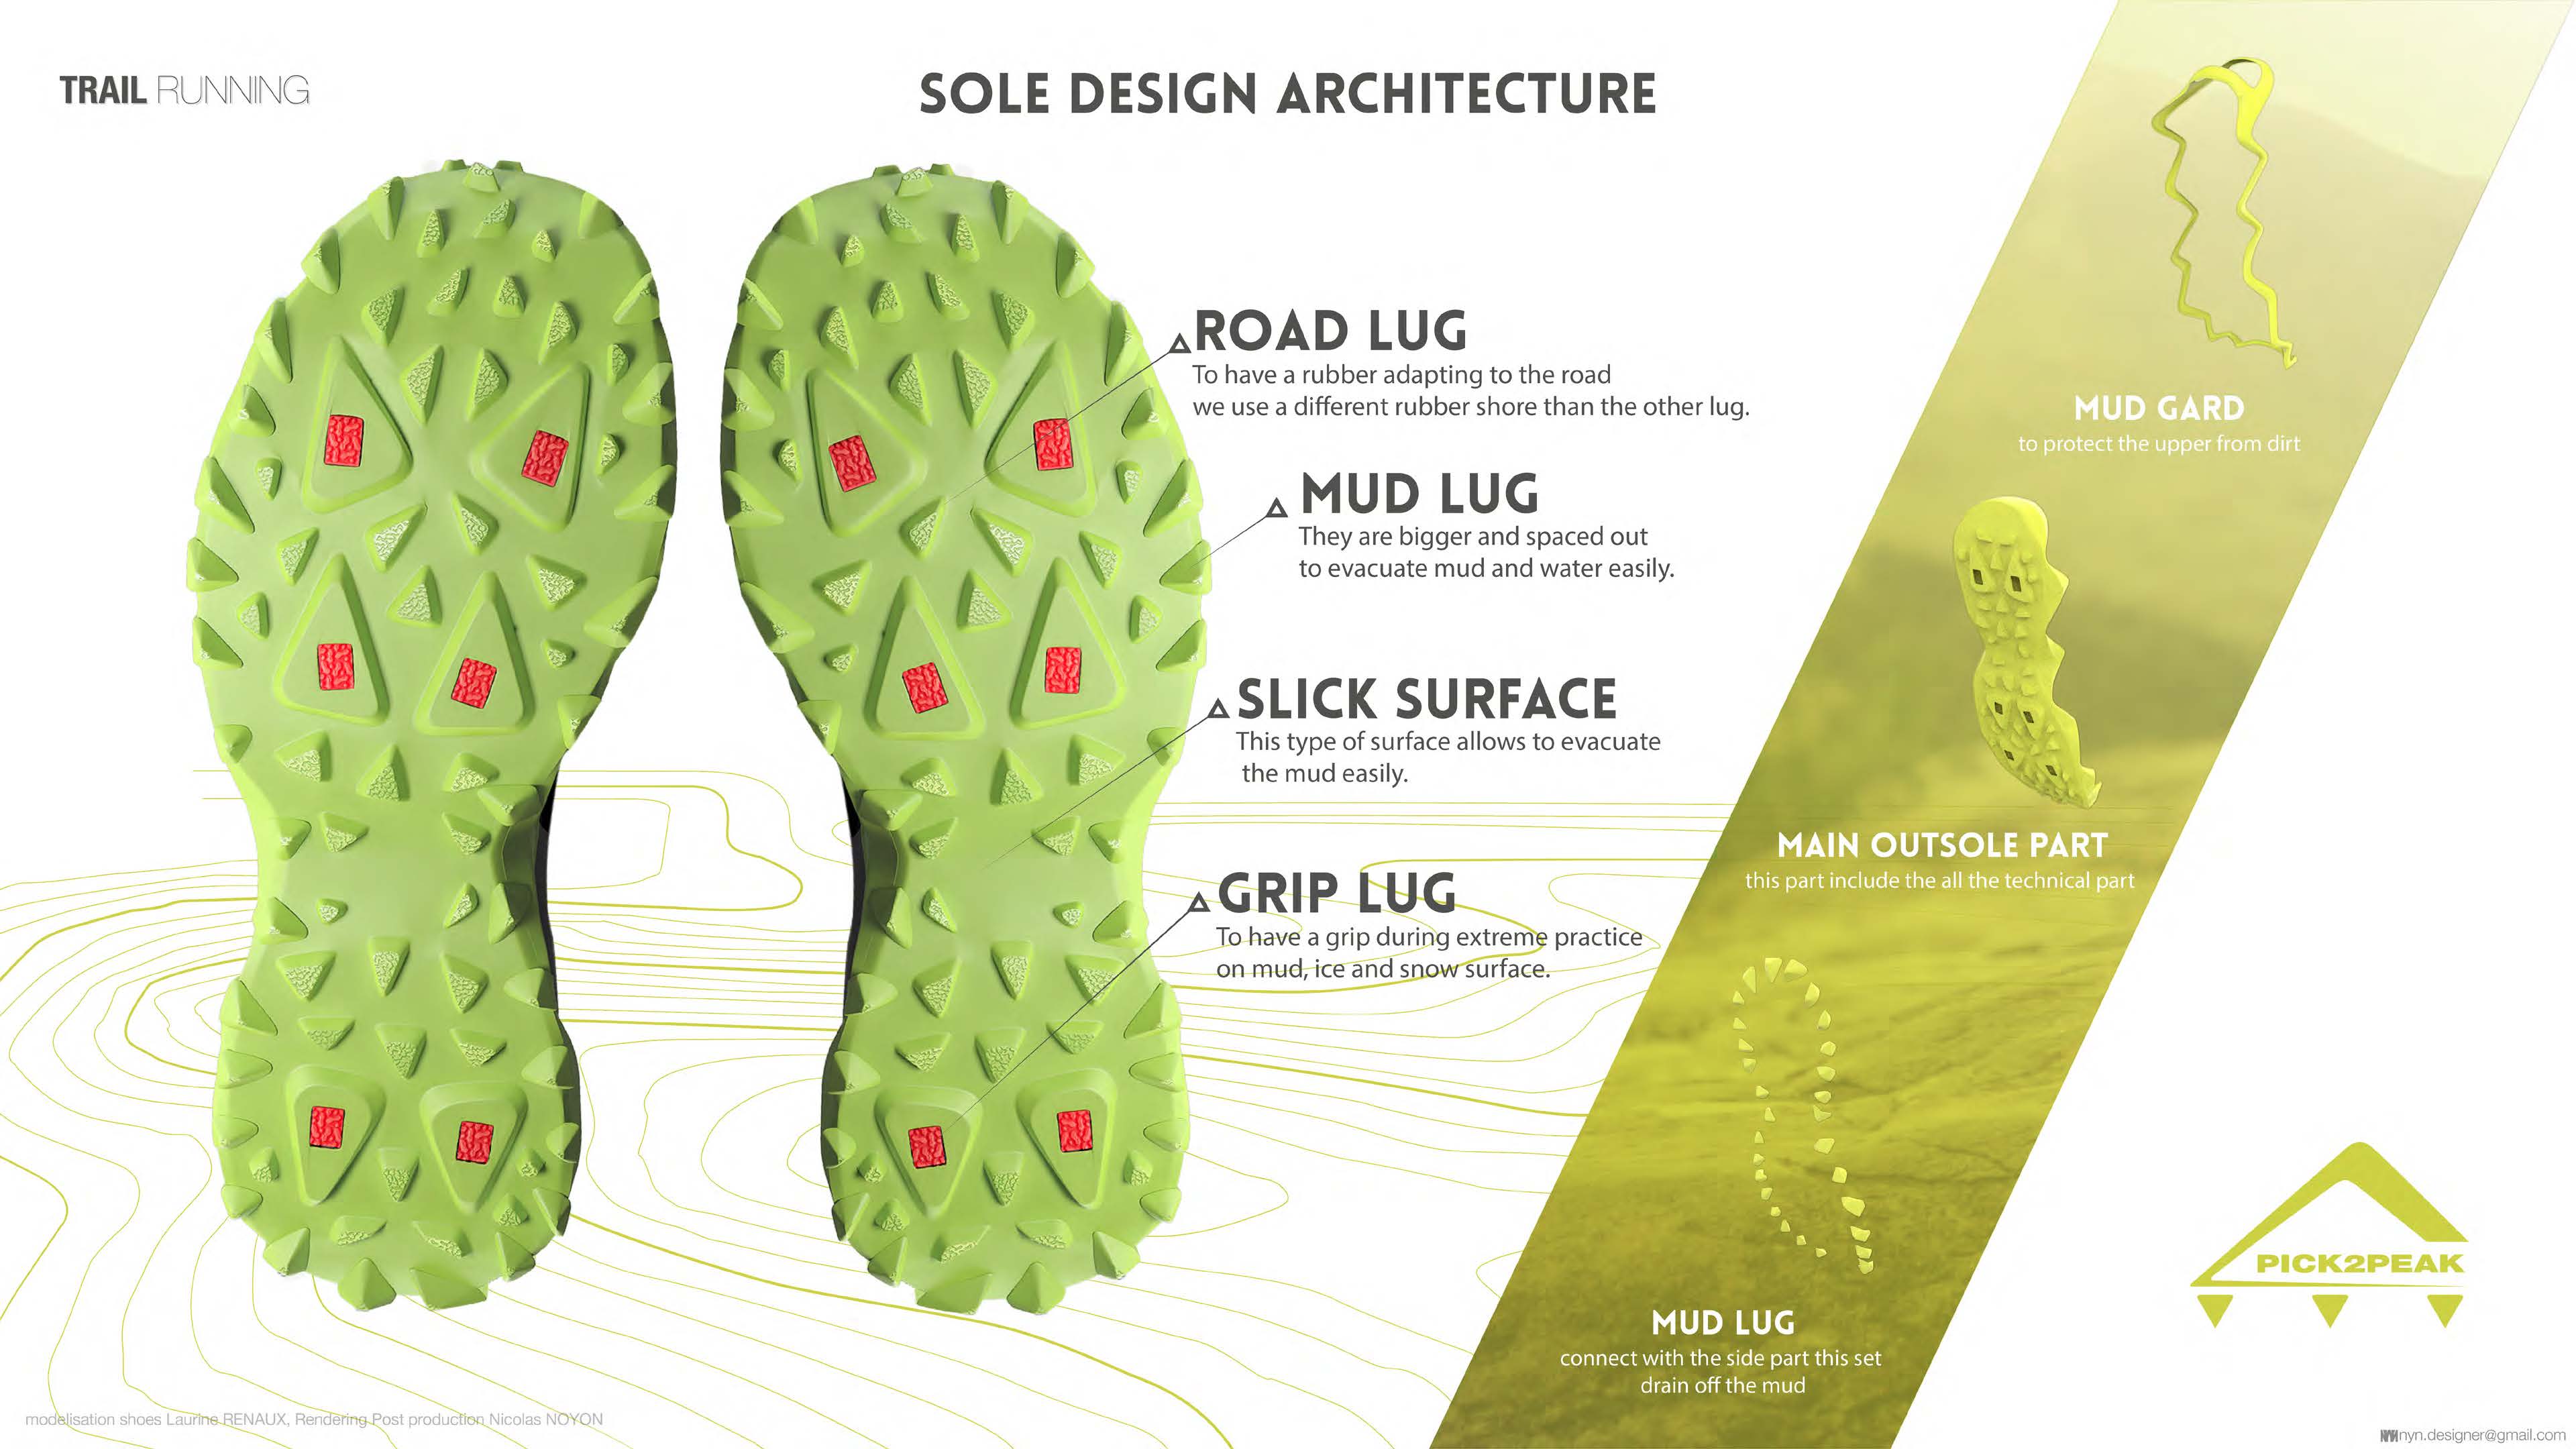 TRAIL RUNNING
SOLE DESIGN ARCHITECTURE
ROAD LUG
To have a rubber adapting to the road
we use a different rubber shore than the other lug.
MUD LUG
They are bigger and spaced out
to evacuate mud and water easily.
SLICK SURFACE
This type of surface allows to evacuate
the mud easily.
GRIP LUG
To have a grip during extreme practice
on mud, ice and snow surface.
MUD GARD
to protect the upper from dirt
MAIN OUTSOLE PART
this part include the all the technical part
MUD LUG
connect with the side part this set
drain off the mud
PICK2PEAK
modelisation shoes Laurine RENAUX, Rendering Post production Nicolas NOYON
nyn.designer@gmail.com